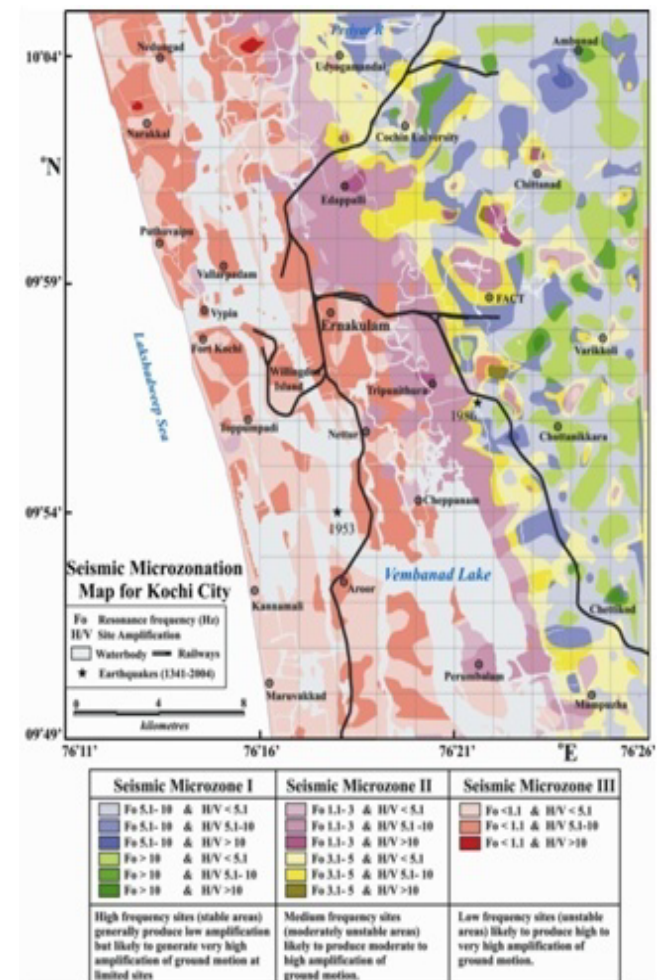 10°04'
Nedungad
Periyar R
Udyogamandal
Ambunad
Narakkal
Cochin University
°N
Chittanad
Edappalli
Puthuvaipu
Vallarpadam
09°59'
FACT
Vypin
Ernakulam
Fort Kochi
Varikkoli
Lakshadweep Sea
Willingdon
Island
Tripunithura
1986
Toppumpadi
Nettur
Chottanikkara
Cheppanam
09°54'
1953
Seismic Microzonation
Map for Kochi City
Vembanad Lake
Fo Resonance frequency (Hz)
H/V Site Amplification
Waterbody Railways
Earthquakes (1341-2004)
Kannamali
Aroor
Chettikod
Perumbalam
Maruvakkad
Mampuzha
0 4 8
kilometres
09°49'
76°11' 76°16' 76°21' °E 76°26'
Seismic Microzone I
Fo 5.1- 10 & H/V < 5.1
Fo 5.1- 10 & H/V 5.1-10
Fo 5.1- 10 & H/V > 10
Fo > 10 & H/V < 5.1
Fo > 10 & H/V 5.1- 10
Fo > 10 & H/V >10
High frequency sites (stable areas)
generally produce low amplification
but likely to generate very high
amplification of ground motion at
limited sites
Seismic Microzone II
Fo 1.1- 3 & H/V < 5.1
Fo 1.1- 3 & H/V 5.1 -10
Fo 1.1- 3 & H/V >10
Fo 3.1- 5 & H/V < 5.1
Fo 3.1- 5 & H/V 5.1- 10
Fo 3.1- 5 & H/V >10
Medium frequency sites
(moderately unstable areas)
likely to produce moderate to
high amplification of
ground motion.
Seismic Microzone III
Fo <1.1 & H/V < 5.1
Fo < 1.1 & H/V 5.1-10
Fo < 1.1 & H/V >10
Low frequency sites (unstable
areas) likely to produce high to
very high amplification of
ground motion.